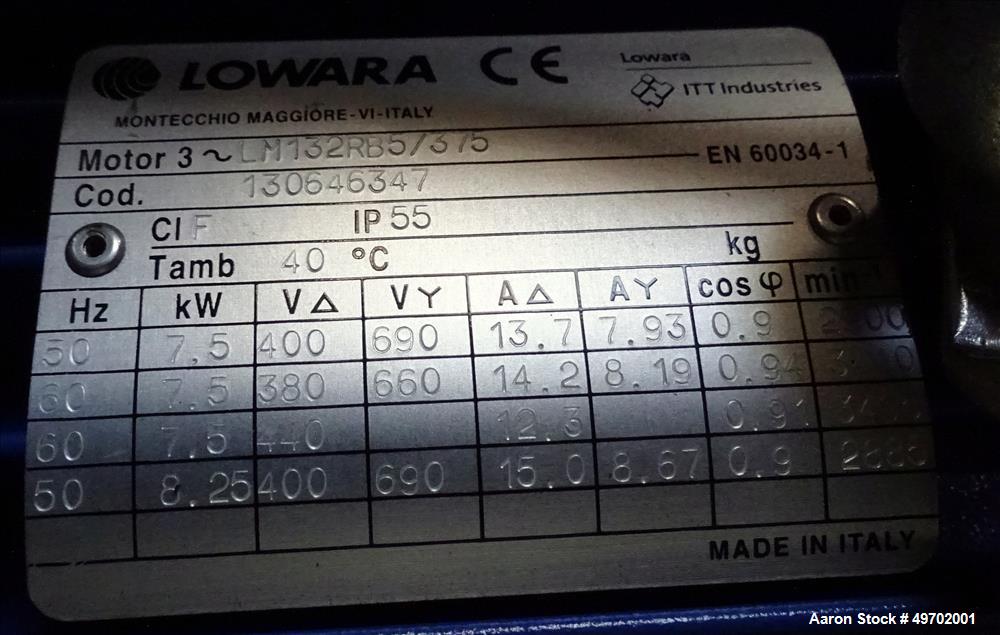 LOWARA CE
Lowara
ITT Industries
MONTECCHIO MAGGIORE-VI-ITALY
Motor 3 ~ LM132RB5/375 EN 60034-1
Cod. 130646347
Cl F IP 55
Tamb 40 °C kg
Hz kW V△ VY A△ AY cosφ min⁻¹
50 7.5 400 690 13.7 7.93 0.9
60 7.5 380 660 14.2 8.19 0.94
60 7.5 440 12.3 0.91
50 8.25 400 690 15.0 8.67 0.9
MADE IN ITALY
Aaron Stock # 49702001